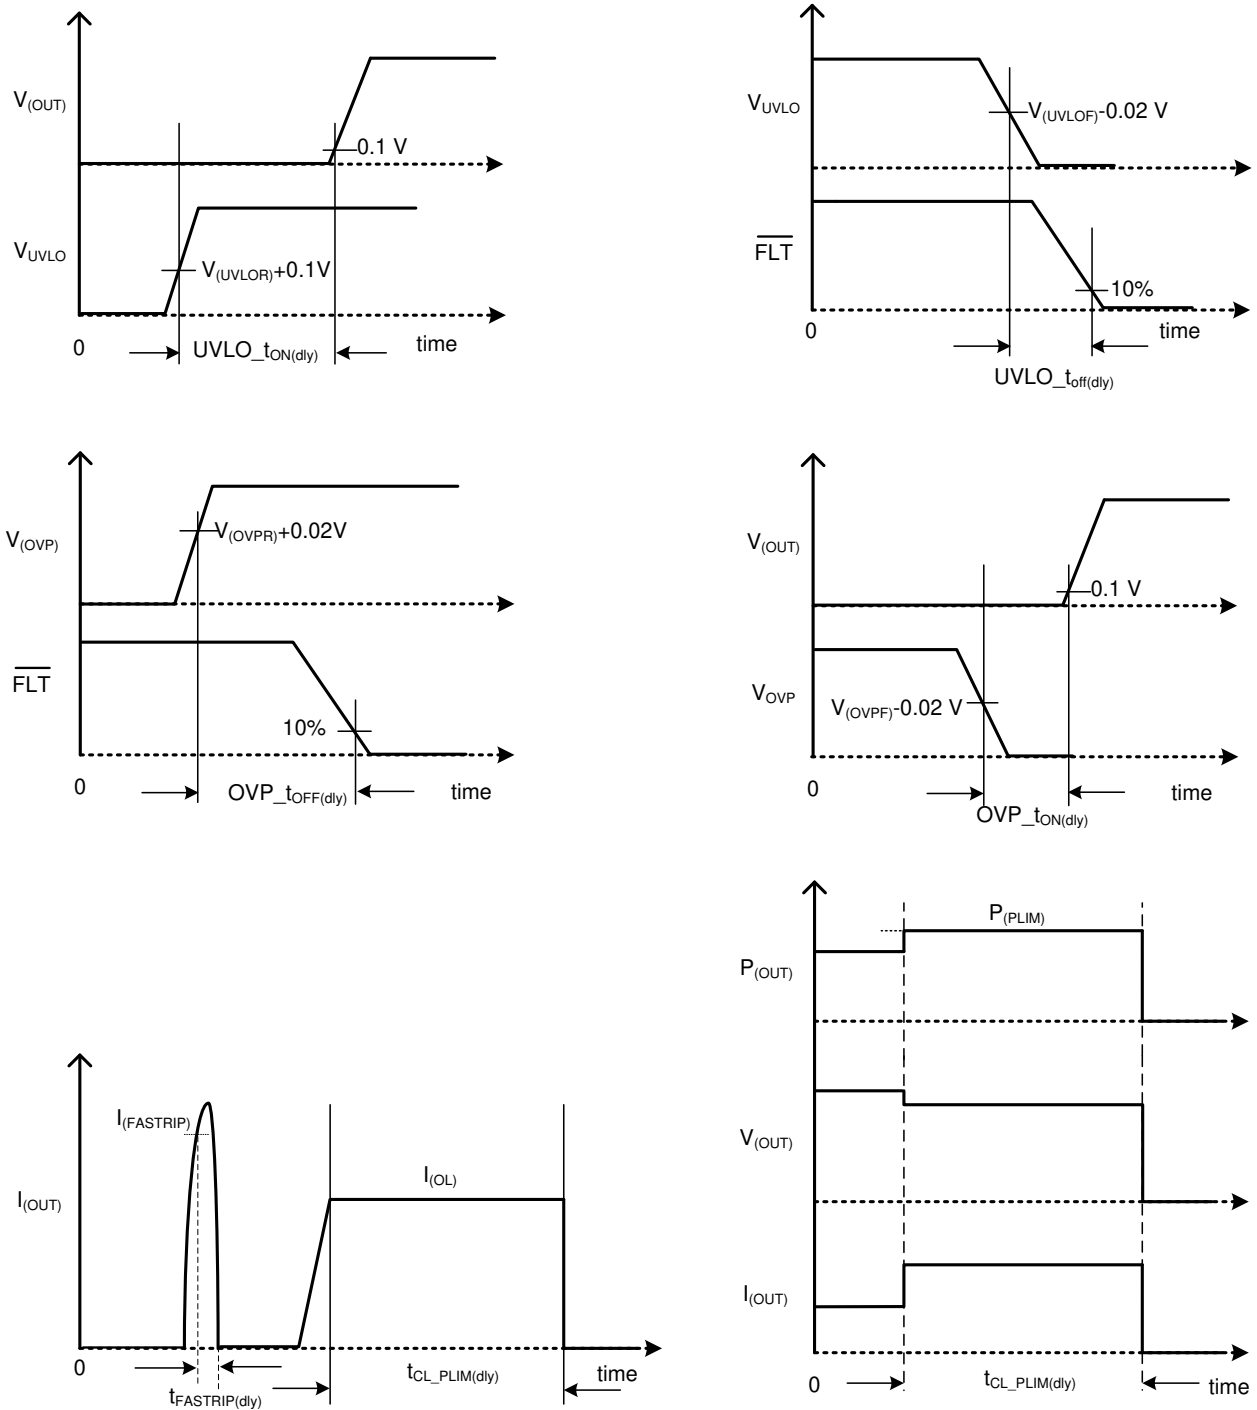 V(OUT)
0.1 V
VUVLO
V(UVLOR)+0.1V
0
UVLO_tON(dly)
time
VUVLO
V(UVLOF)-0.02 V
FLT
10%
0
time
UVLO_toff(dly)
V(OVP)
V(OVPR)+0.02V
FLT
10%
0
OVP_tOFF(dly)
time
V(OUT)
0.1 V
VOVP
V(OVPF)-0.02 V
0
time
OVP_tON(dly)
I(FASTRIP)
I(OUT)
I(OL)
0
tFASTRIP(dly)
tCL_PLIM(dly)
time
P(PLIM)
P(OUT)
V(OUT)
I(OUT)
0
tCL_PLIM(dly)
time